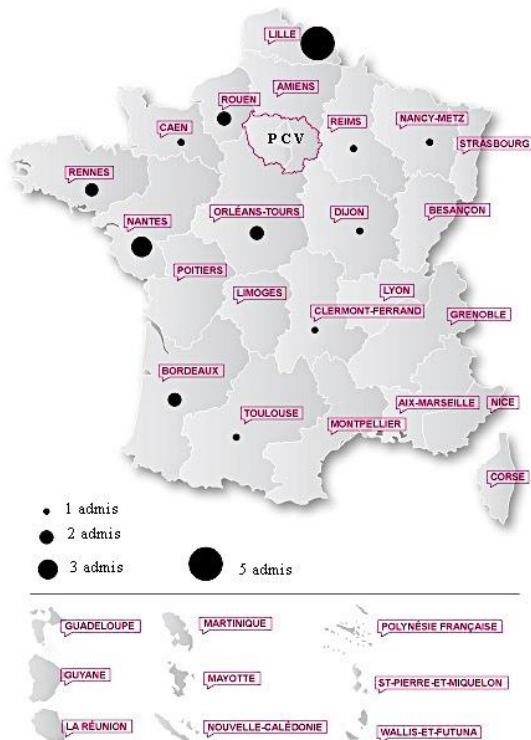 LILLE
AMIENS
ROUEN
CAEN
P C V
REIMS
NANCY-METZ
STRASBOURG
RENNES
NANTES
ORLÉANS-TOURS
DIJON
BESANÇON
POITIERS
LIMOGES
LYON
CLERMONT-FERRAND
GRENOBLE
BORDEAUX
TOULOUSE
MONTPELLIER
AIX-MARSEILLE
NICE
CORSE
1 admis
2 admis
3 admis
5 admis
GUADELOUPE
MARTINIQUE
POLYNÉSIE FRANÇAISE
GUYANE
MAYOTTE
ST-PIERRE-ET-MIQUELON
LA RÉUNION
NOUVELLE-CALÉDONIE
WALLIS-ET-FUTUNA